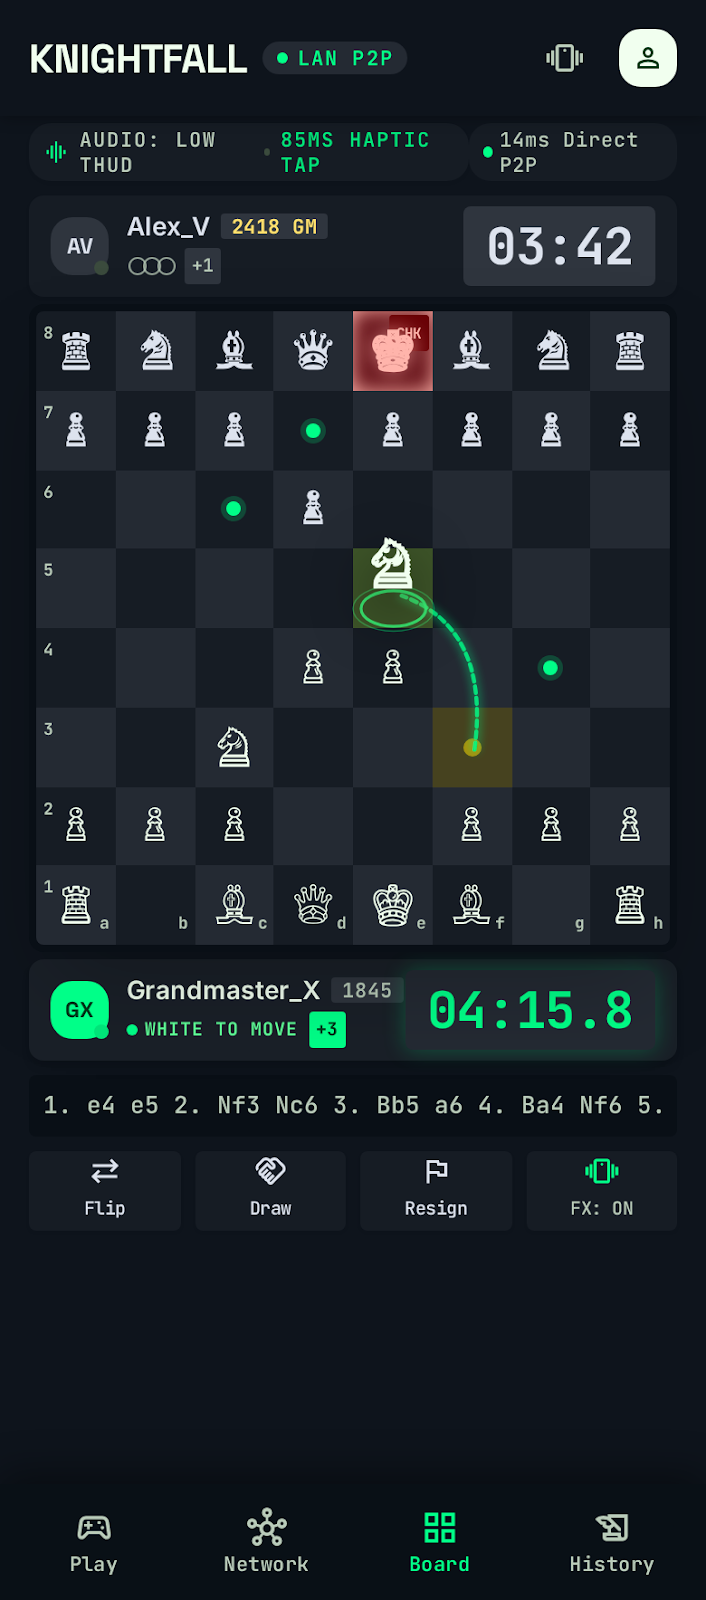 KNIGHTFALL
LAN P2P
AUDIO: LOW
THUD
85MS HAPTIC
TAP
14ms Direct
P2P
AV
Alex_V
2418 GM
+1
03:42
8
7
6
5
4
3
2
1
a
b
c
d
e
f
g
h
GX
Grandmaster_X
1845
WHITE TO MOVE
+3
04:15.8
1. e4 e5 2. Nf3 Nc6 3. Bb5 a6 4. Ba4 Nf6 5.
Flip
Draw
Resign
FX: ON
Play
Network
Board
History